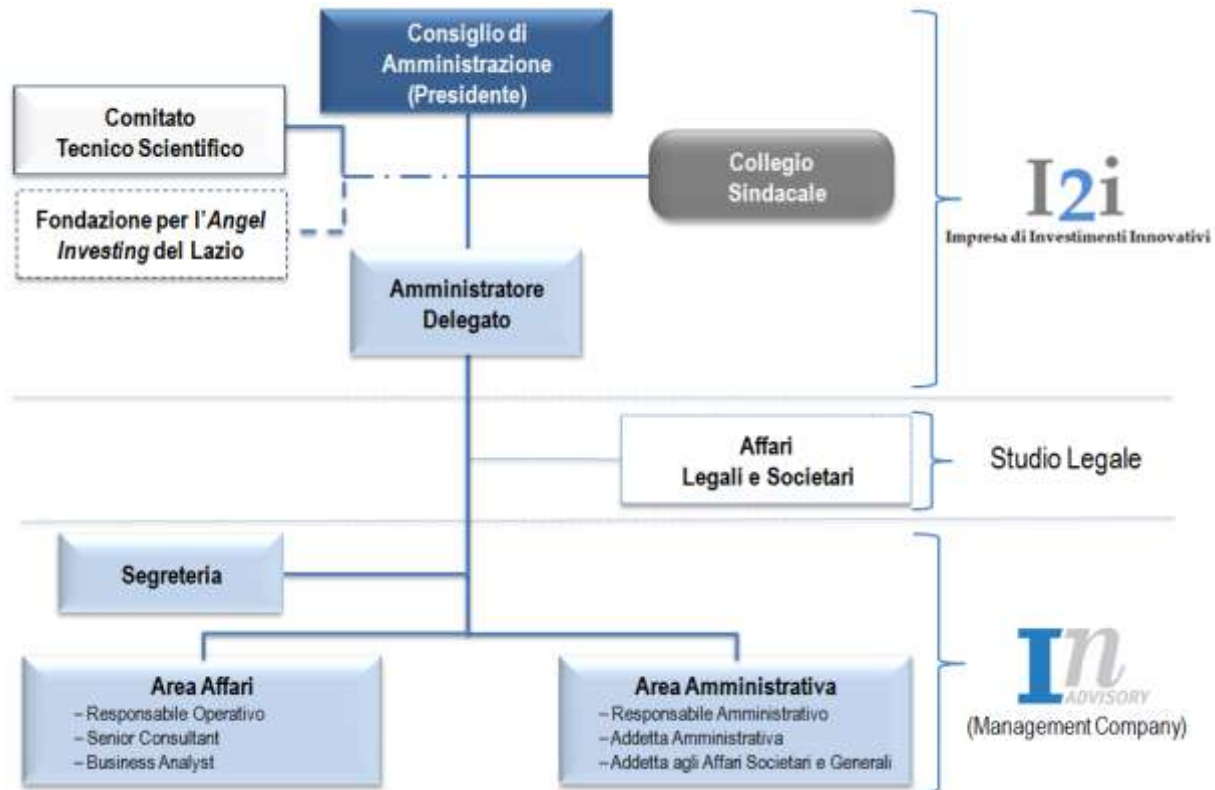 Consiglio di
Amministrazione
(Presidente)
Comitato
Tecnico Scientifico
Collegio
Sindacale
Fondazione per l'Angel
Investing del Lazio
I2i
Impresa di Investimenti Innovativi
Amministratore
Delegato
Affari
Legali e Societari
Studio Legale
Segreteria
Area Affari
– Responsabile Operativo
– Senior Consultant
– Business Analyst
Area Amministrativa
– Responsabile Amministrativo
– Addetta Amministrativa
– Addetta agli Affari Societari e Generali
In
ADVISORY
(Management Company)